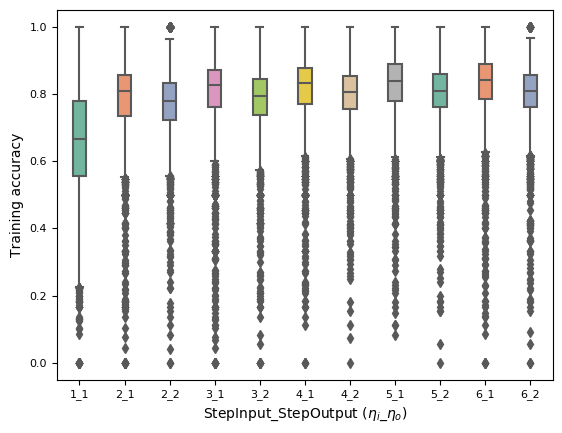 1.0
0.8
0.6
0.4
0.2
0.0
Training accuracy
1_1 2_1 2_2 3_1 3_2 4_1 4_2 5_1 5_2 6_1 6_2
StepInput_StepOutput (ηi_ηo)